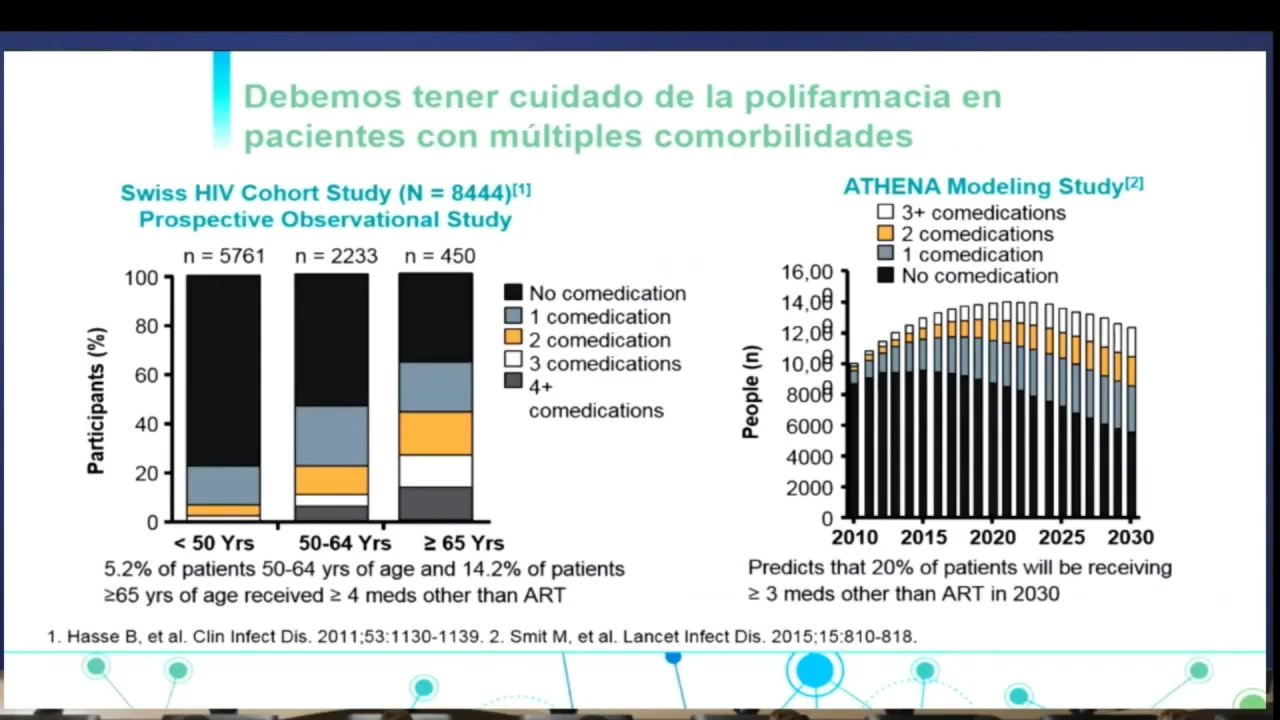 Debemos tener cuidado de la polifarmacia en
pacientes con múltiples comorbilidades
Swiss HIV Cohort Study (N = 8444)[1]
Prospective Observational Study
n = 5761 n = 2233 n = 450
Participants (%)
100
80
60
40
20
0
< 50 Yrs 50-64 Yrs ≥ 65 Yrs
No comedication
1 comedication
2 comedication
3 comedications
4+
comedications
5.2% of patients 50-64 yrs of age and 14.2% of patients
≥65 yrs of age received ≥ 4 meds other than ART
ATHENA Modeling Study[2]
3+ comedications
2 comedications
1 comedication
No comedication
People (n)
16,00
0
14,00
0
12,00
0
10,00
0
8000
6000
4000
2000
0
2010 2015 2020 2025 2030
Predicts that 20% of patients will be receiving
≥ 3 meds other than ART in 2030
1. Hasse B, et al. Clin Infect Dis. 2011;53:1130-1139. 2. Smit M, et al. Lancet Infect Dis. 2015;15:810-818.